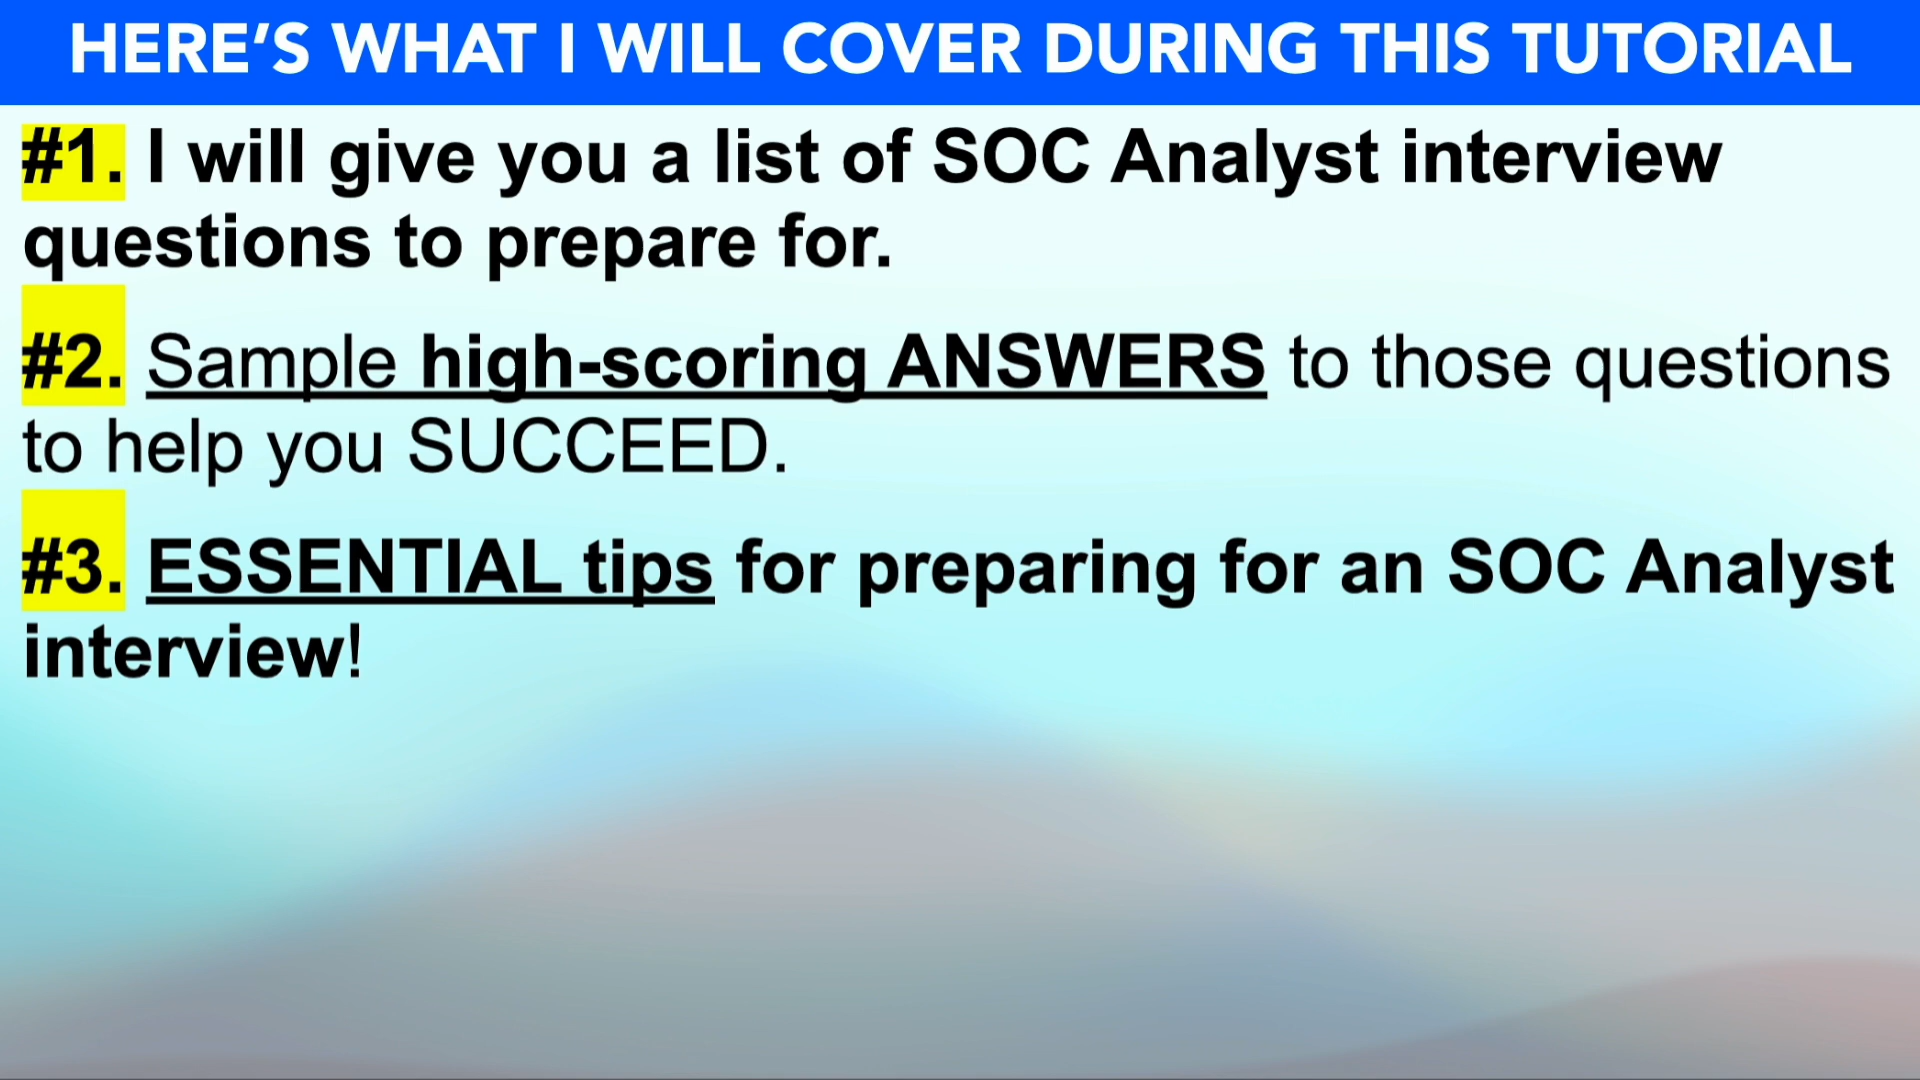 HERE’S WHAT I WILL COVER DURING THIS TUTORIAL
#1. I will give you a list of SOC Analyst interview
questions to prepare for.
#2. Sample high-scoring ANSWERS to those questions
to help you SUCCEED.
#3. ESSENTIAL tips for preparing for an SOC Analyst
interview!